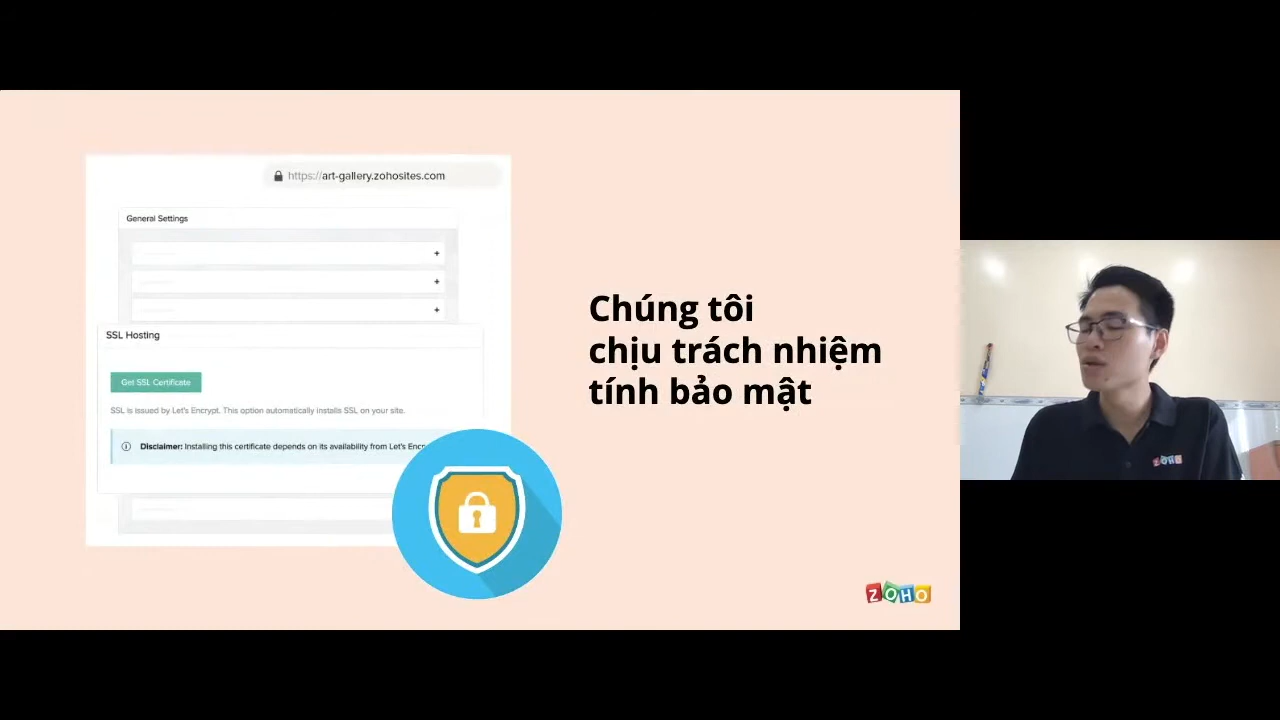 https://art-gallery.zohosites.com
General Settings
+
+
+
SSL Hosting
Get SSL Certificate
SSL is issued by Let's Encrypt. This option automatically installs SSL on your site.
Disclaimer: Installing this certificate depends on its availability from Let's
Chúng tôi
chịu trách nhiệm
tính bảo mật
ZOHO
ZOHO